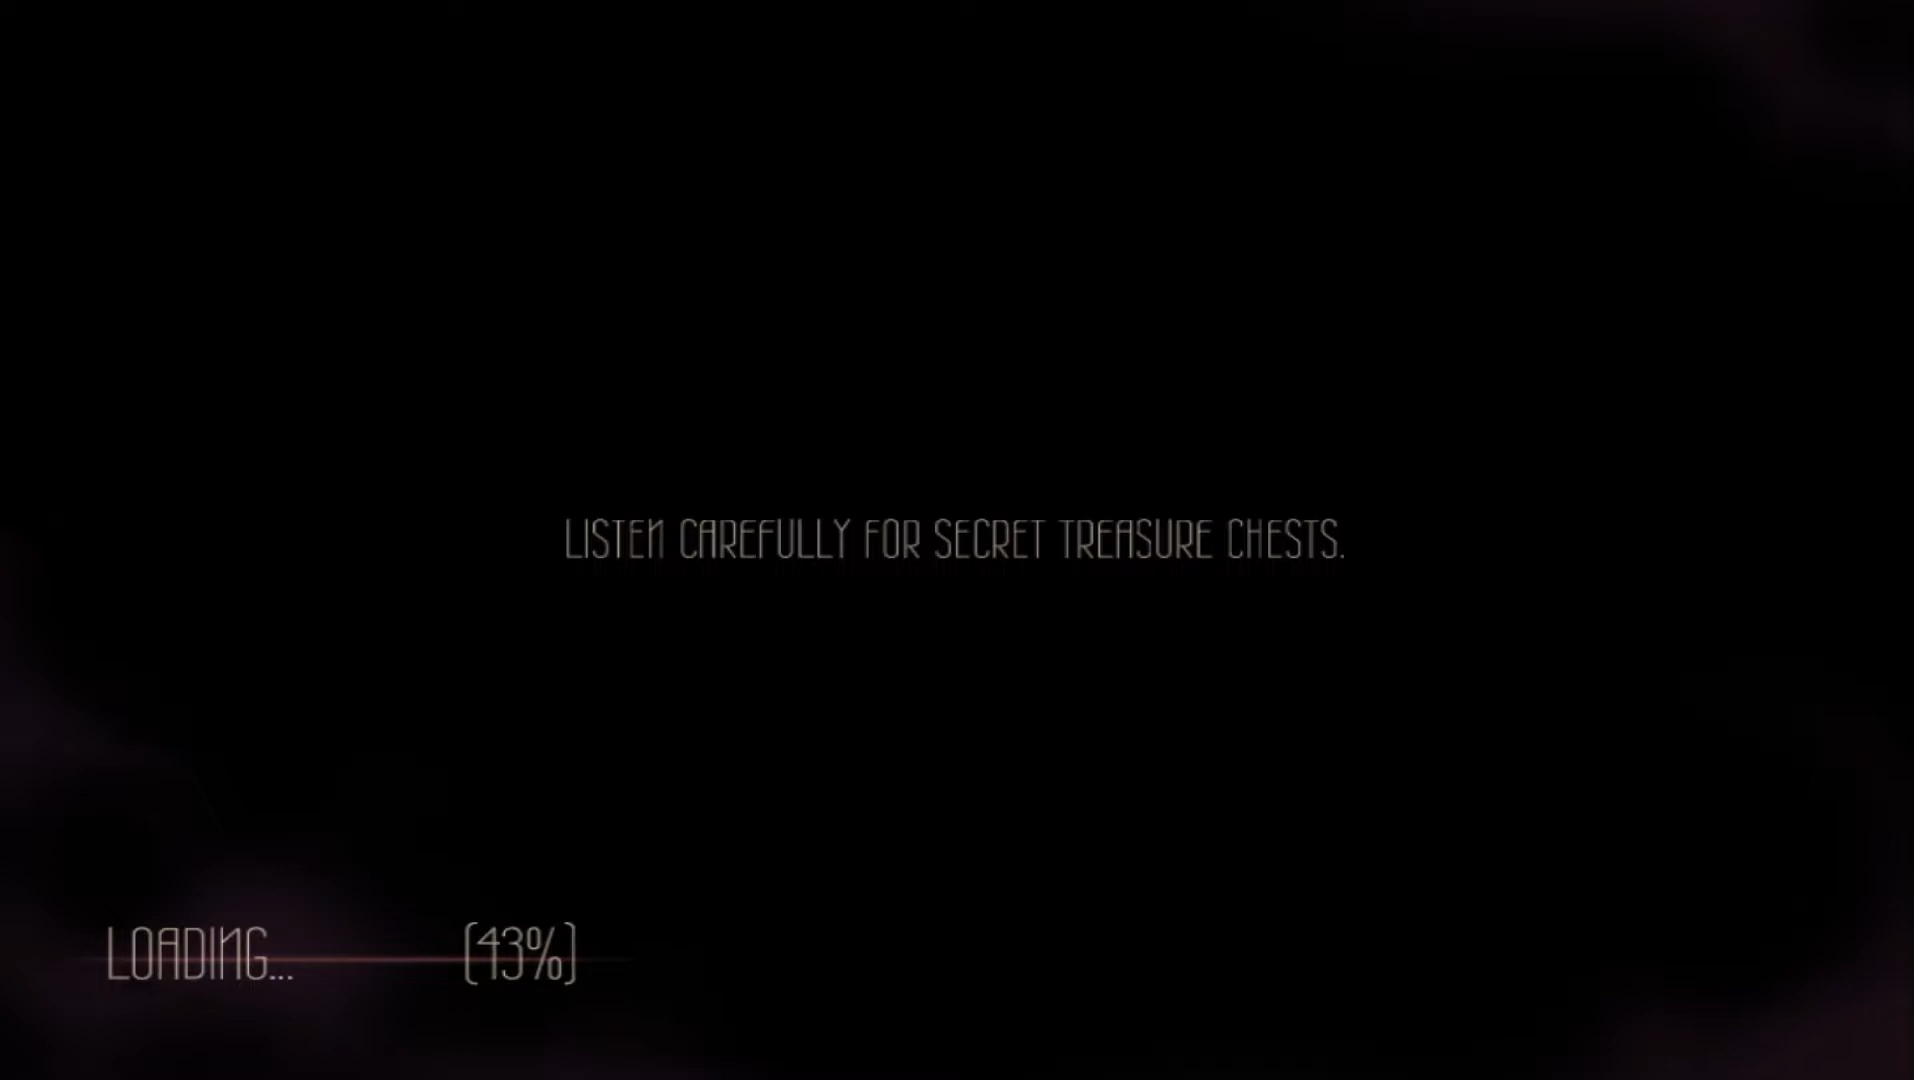 LISTEN CAREFULLY FOR SECRET TREASURE CHESTS.
LOADING... (43%)